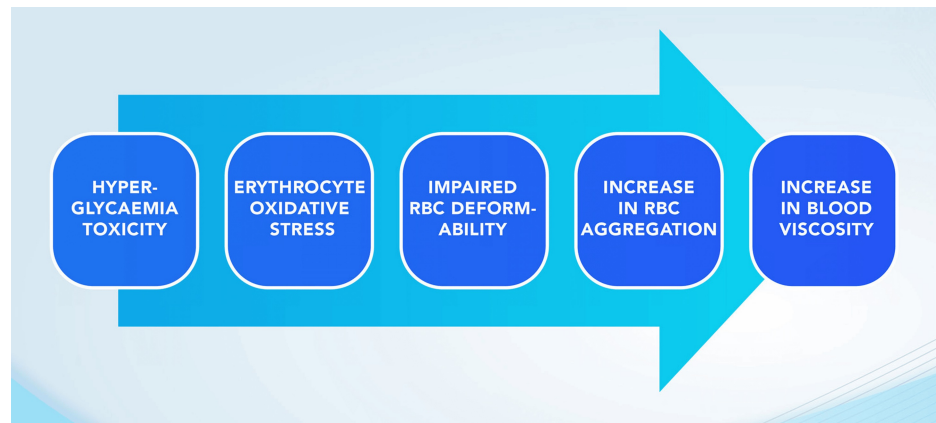 HYPER-
GLYCAEMIA
TOXICITY
ERYTHROCYTE
OXIDATIVE
STRESS
IMPAIRED
RBC DEFORM-
ABILITY
INCREASE
IN RBC
AGGREGATION
INCREASE
IN BLOOD
VISCOSITY